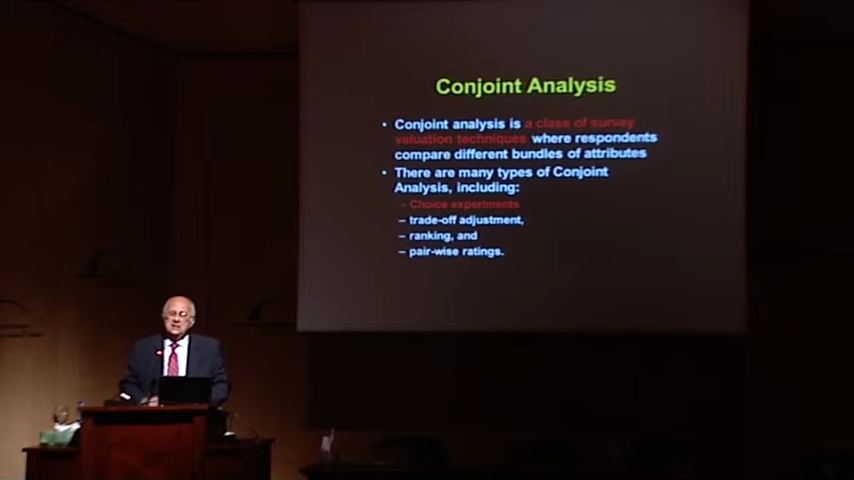 Conjoint Analysis
• Conjoint analysis is a class of survey
valuation techniques where respondents
compare different bundles of attributes
• There are many types of Conjoint
Analysis, including:
– Choice experiments
– trade-off adjustment,
– ranking, and
– pair-wise ratings.